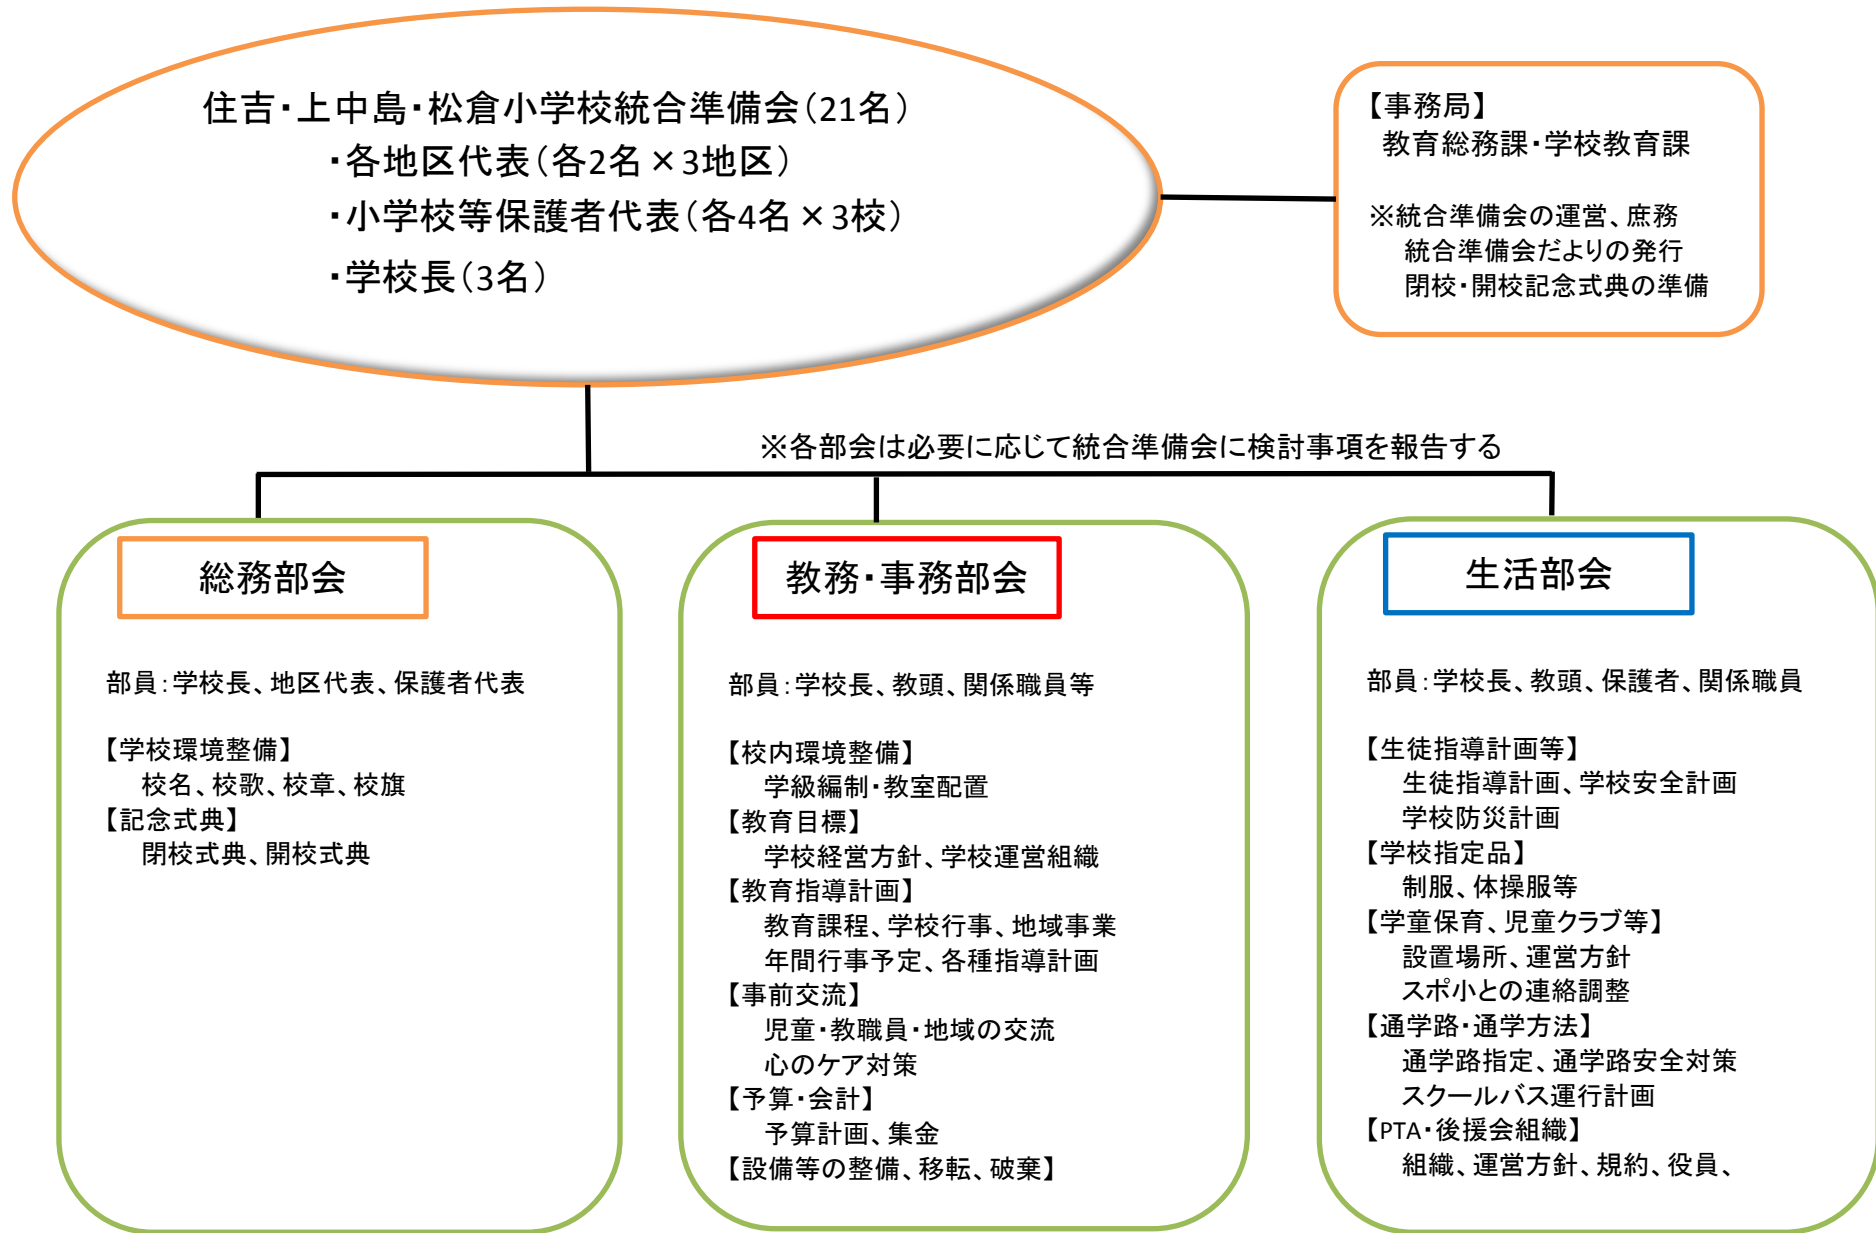 住吉・上中島・松倉小学校統合準備会（21名）
・各地区代表（各2名×3地区）
・小学校等保護者代表（各4名×3校）
・学校長（3名）
【事務局】
教育総務課・学校教育課
※統合準備会の運営、庶務
統合準備会だよりの発行
閉校・開校記念式典の準備
※各部会は必要に応じて統合準備会に検討事項を報告する
総務部会
部員：学校長、地区代表、保護者代表
【学校環境整備】
校名、校歌、校章、校旗
【記念式典】
閉校式典、開校式典
教務・事務部会
部員：学校長、教頭、関係職員等
【校内環境整備】
学級編制・教室配置
【教育目標】
学校経営方針、学校運営組織
【教育指導計画】
教育課程、学校行事、地域事業
年間行事予定、各種指導計画
【事前交流】
児童・教職員・地域の交流
心のケア対策
【予算・会計】
予算計画、集金
【設備等の整備、移転、破棄】
生活部会
部員：学校長、教頭、保護者、関係職員
【生徒指導計画等】
生徒指導計画、学校安全計画
学校防災計画
【学校指定品】
制服、体操服等
【学童保育、児童クラブ等】
設置場所、運営方針
スポ小との連絡調整
【通学路・通学方法】
通学路指定、通学路安全対策
スクールバス運行計画
【PTA・後援会組織】
組織、運営方針、規約、役員、